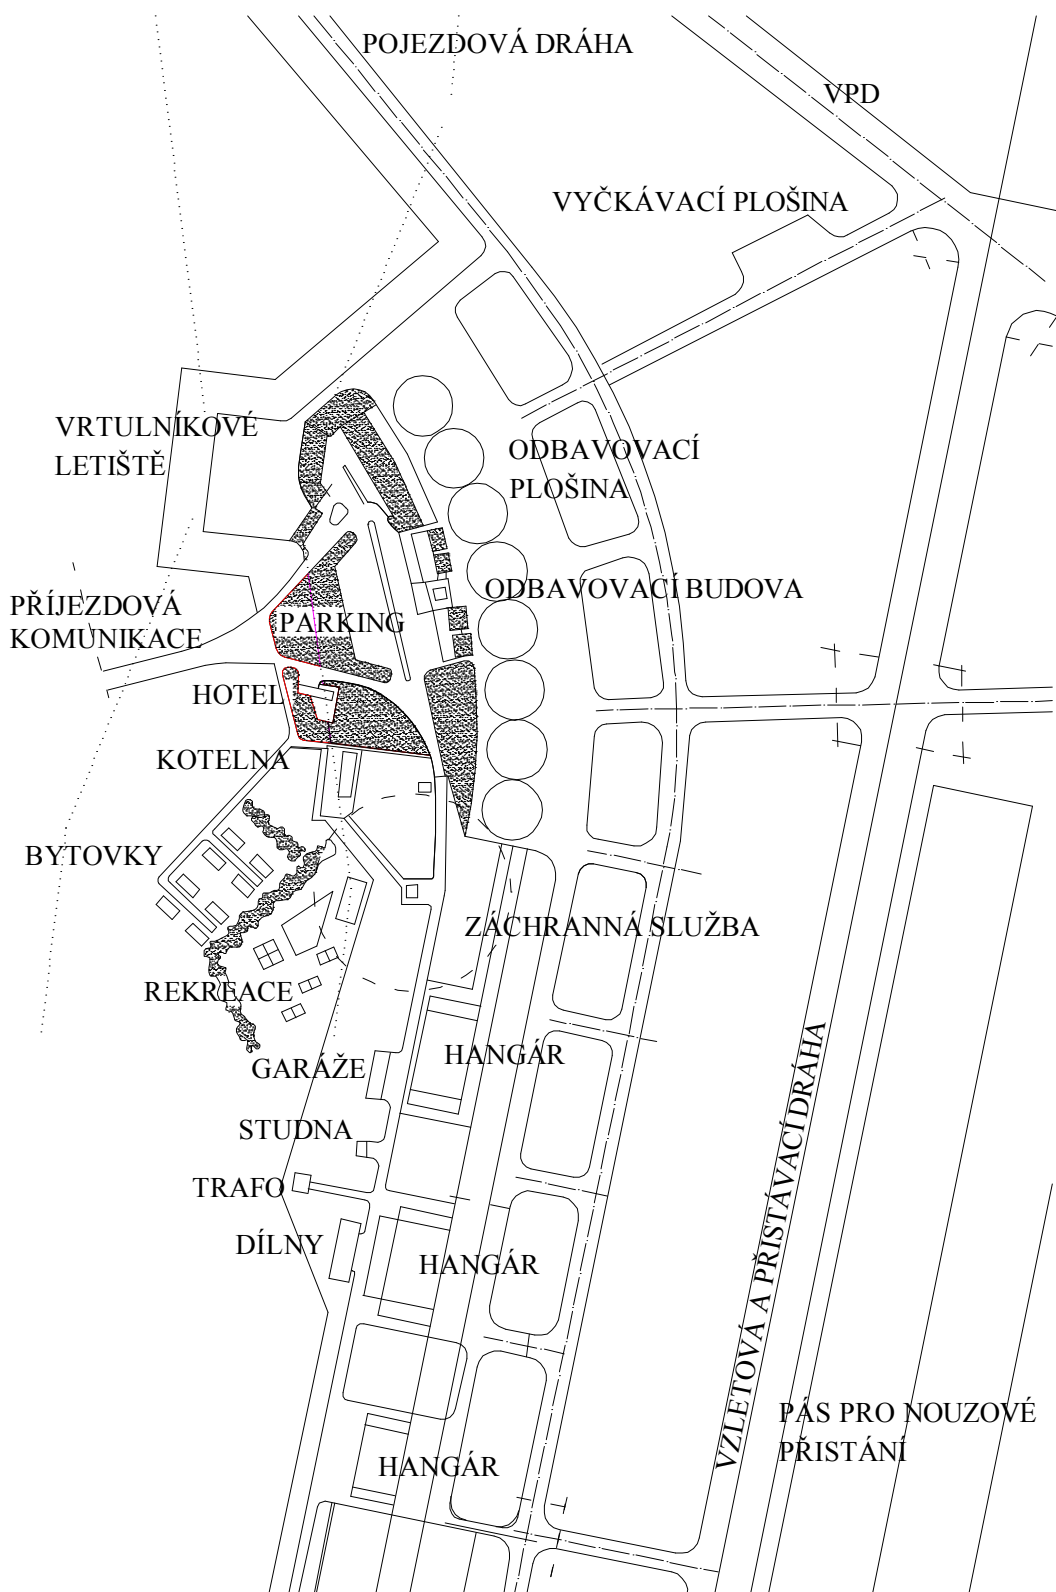 POJEZDOVÁ DRÁHA
VPD
VYČKÁVACÍ PLOŠINA
VRTULNÍKOVÉ
LETIŠTĚ
ODBAVOVACÍ
PLOŠINA
ODBAVOVACÍ BUDOVA
PŘÍJEZDOVÁ
KOMUNIKACE
PARKING
HOTEL
KOTELNA
BYTOVKY
ZÁCHRANNÁ SLUŽBA
REKREACE
HANGÁR
GARÁŽE
STUDNA
TRAFO
DÍLNY
HANGÁR
VZLETOVÁ A PŘISTÁVACÍ DRÁHA
PÁS PRO NOUZOVÉ
PŘISTÁNÍ
HANGÁR